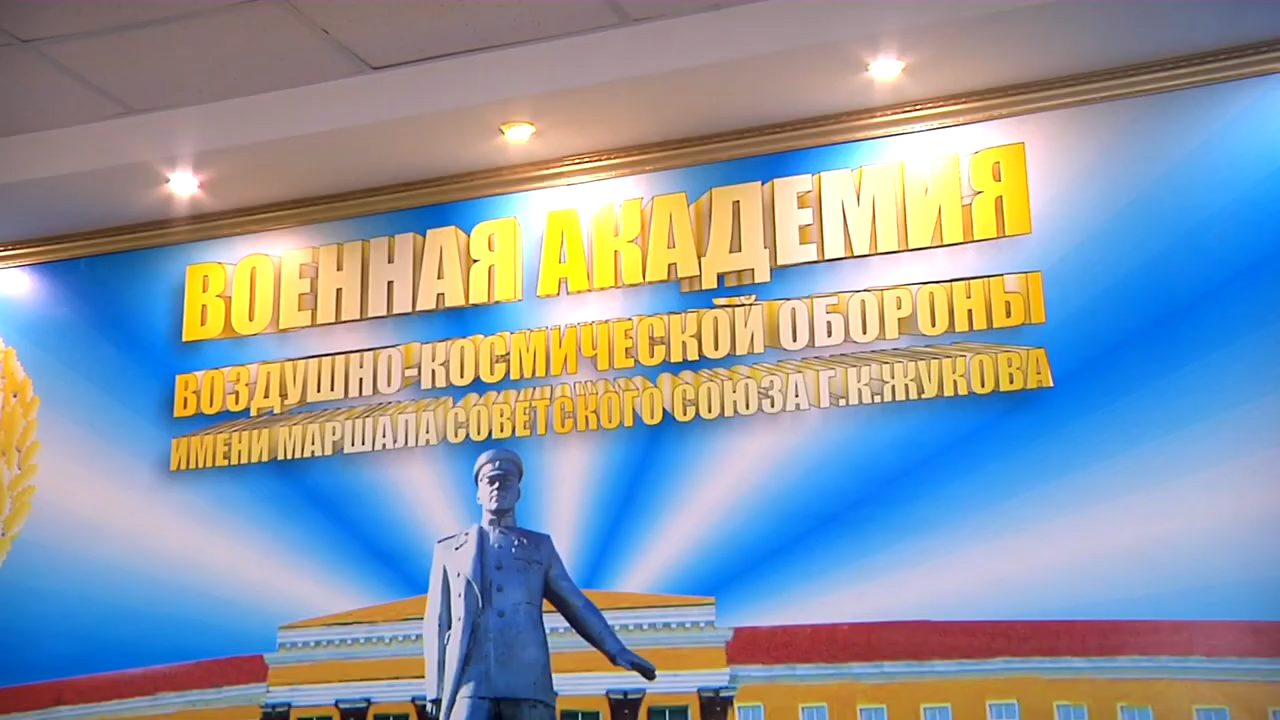 ВОЕННАЯ АКАДЕМИЯ
ВОЗДУШНО-КОСМИЧЕСКОЙ ОБОРОНЫ
ИМЕНИ МАРШАЛА СОВЕТСКОГО СОЮЗА Г.К.ЖУКОВА